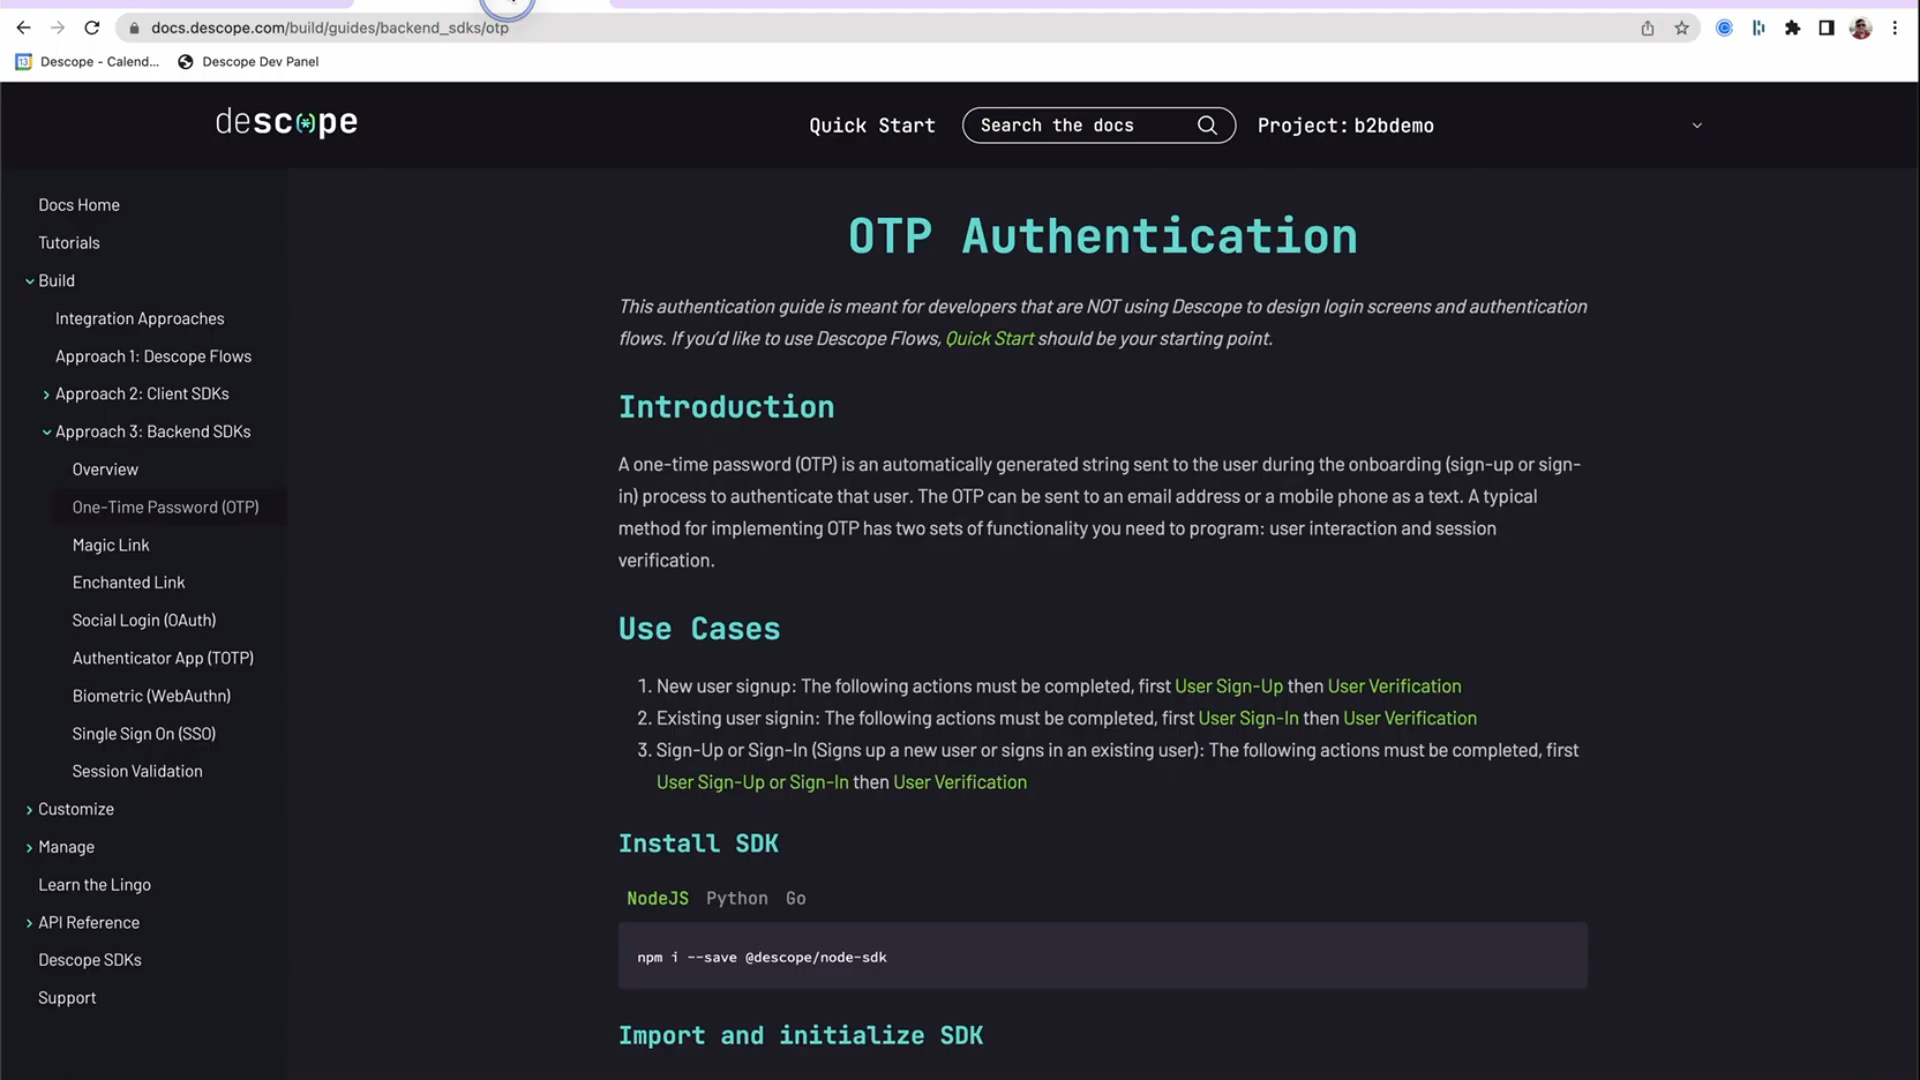 docs.descope.com/build/guides/backend_sdks/otp
13 Descope - Calend... Descope Dev Panel
descope Quick Start Search the docs Project: b2bdemo
Docs Home
Tutorials
Build
Integration Approaches
Approach 1: Descope Flows
Approach 2: Client SDKs
Approach 3: Backend SDKs
Overview
One-Time Password (OTP)
Magic Link
Enchanted Link
Social Login (OAuth)
Authenticator App (TOTP)
Biometric (WebAuthn)
Single Sign On (SSO)
Session Validation
Customize
Manage
Learn the Lingo
API Reference
Descope SDKs
Support
OTP Authentication
This authentication guide is meant for developers that are NOT using Descope to design login screens and authentication
flows. If you'd like to use Descope Flows, Quick Start should be your starting point.
Introduction
A one-time password (OTP) is an automatically generated string sent to the user during the onboarding (sign-up or sign-
in) process to authenticate that user. The OTP can be sent to an email address or a mobile phone as a text. A typical
method for implementing OTP has two sets of functionality you need to program: user interaction and session
verification.
Use Cases
1. New user signup: The following actions must be completed, first User Sign-Up then User Verification
2. Existing user signin: The following actions must be completed, first User Sign-In then User Verification
3. Sign-Up or Sign-In (Signs up a new user or signs in an existing user): The following actions must be completed, first
User Sign-Up or Sign-In then User Verification
Install SDK
NodeJS Python Go
npm i --save @descope/node-sdk
Import and initialize SDK